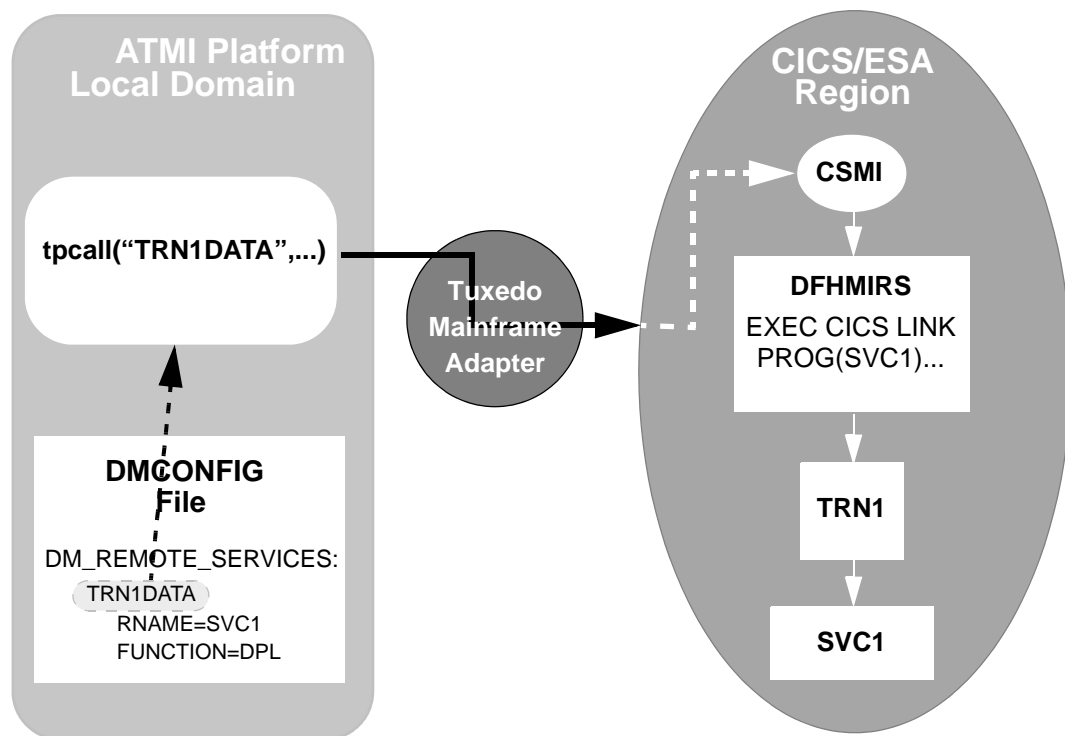 ATMI Platform
Local Domain
tpcall(“TRN1DATA”,...)
DMCONFIG
File
DM_REMOTE_SERVICES:
TRN1DATA
RNAME=SVC1
FUNCTION=DPL
Tuxedo
Mainframe
Adapter
CICS/ESA
Region
CSMI
DFHMIRS
EXEC CICS LINK
PROG(SVC1)...
TRN1
SVC1